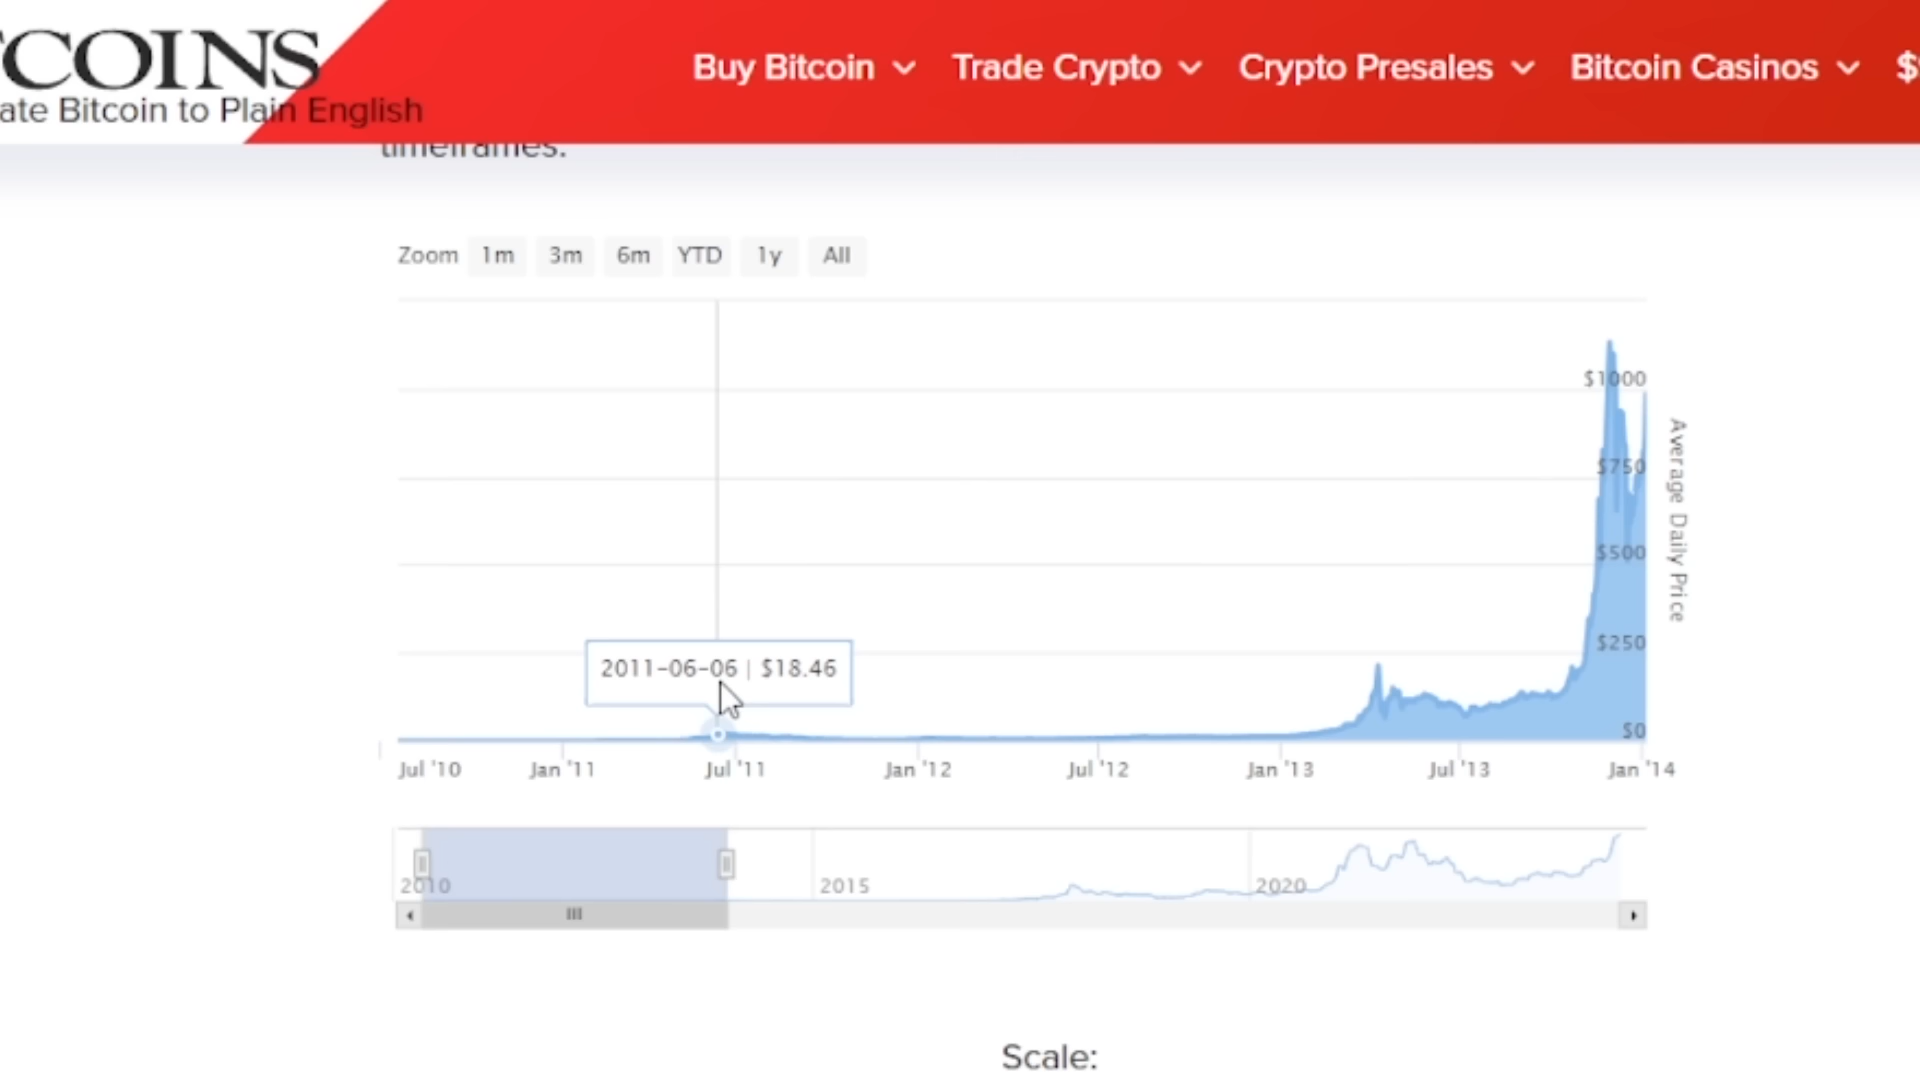 COINS
ate Bitcoin to Plain English
Buy Bitcoin
Trade Crypto
Crypto Presales
Bitcoin Casinos
$
timeframes.
Zoom 1m 3m 6m YTD 1y All
$1000
$750
$500
$250
$0
Average Daily Price
2011-06-06 | $18.46
Jul '10 Jan '11 Jul '11 Jan '12 Jul '12 Jan '13 Jul '13 Jan '14
2010 2015 2020
Scale: